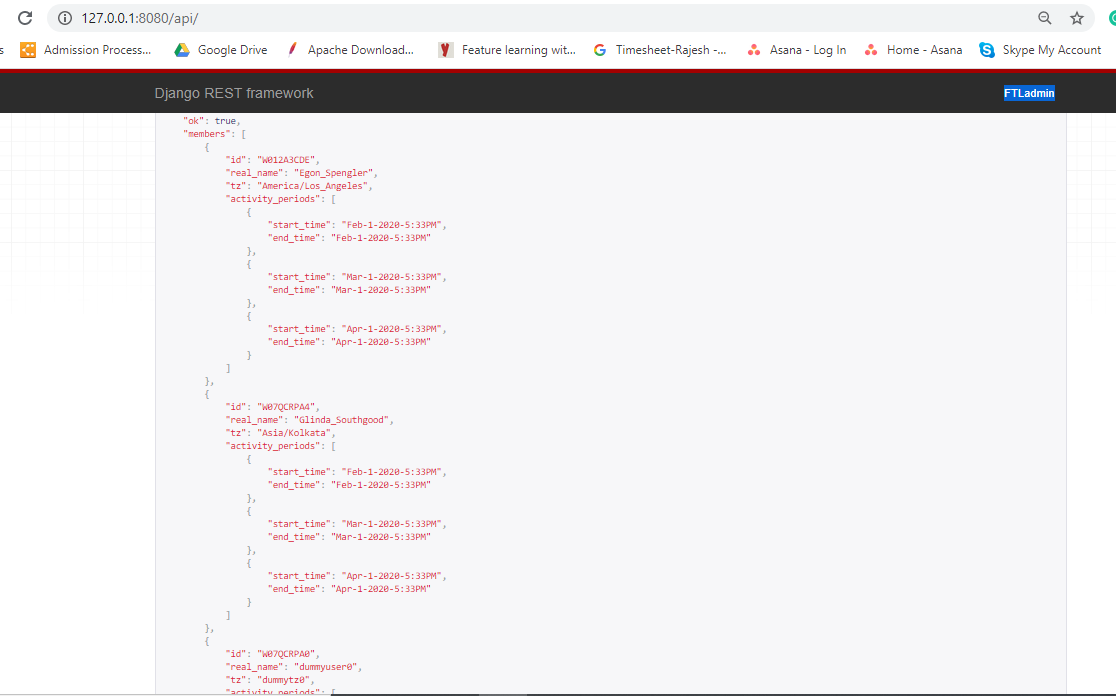 127.0.0.1:8080/api/
s Admission Process... Google Drive Apache Download... Feature learning wit... Timesheet-Rajesh -... Asana - Log In Home - Asana Skype My Account
Django REST framework FTLadmin
"ok": true,
"members": [
{
"id": "W012A3CDE",
"real_name": "Egon_Spengler",
"tz": "America/Los_Angeles",
"activity_periods": [
{
"start_time": "Feb-1-2020-5:33PM",
"end_time": "Feb-1-2020-5:33PM"
},
{
"start_time": "Mar-1-2020-5:33PM",
"end_time": "Mar-1-2020-5:33PM"
},
{
"start_time": "Apr-1-2020-5:33PM",
"end_time": "Apr-1-2020-5:33PM"
}
]
},
{
"id": "W07QCRPA4",
"real_name": "Glinda_Southgood",
"tz": "Asia/Kolkata",
"activity_periods": [
{
"start_time": "Feb-1-2020-5:33PM",
"end_time": "Feb-1-2020-5:33PM"
},
{
"start_time": "Mar-1-2020-5:33PM",
"end_time": "Mar-1-2020-5:33PM"
},
{
"start_time": "Apr-1-2020-5:33PM",
"end_time": "Apr-1-2020-5:33PM"
}
]
},
{
"id": "W07QCRPA0",
"real_name": "dummyuser0",
"tz": "dummytz0",
"activity_periods": [